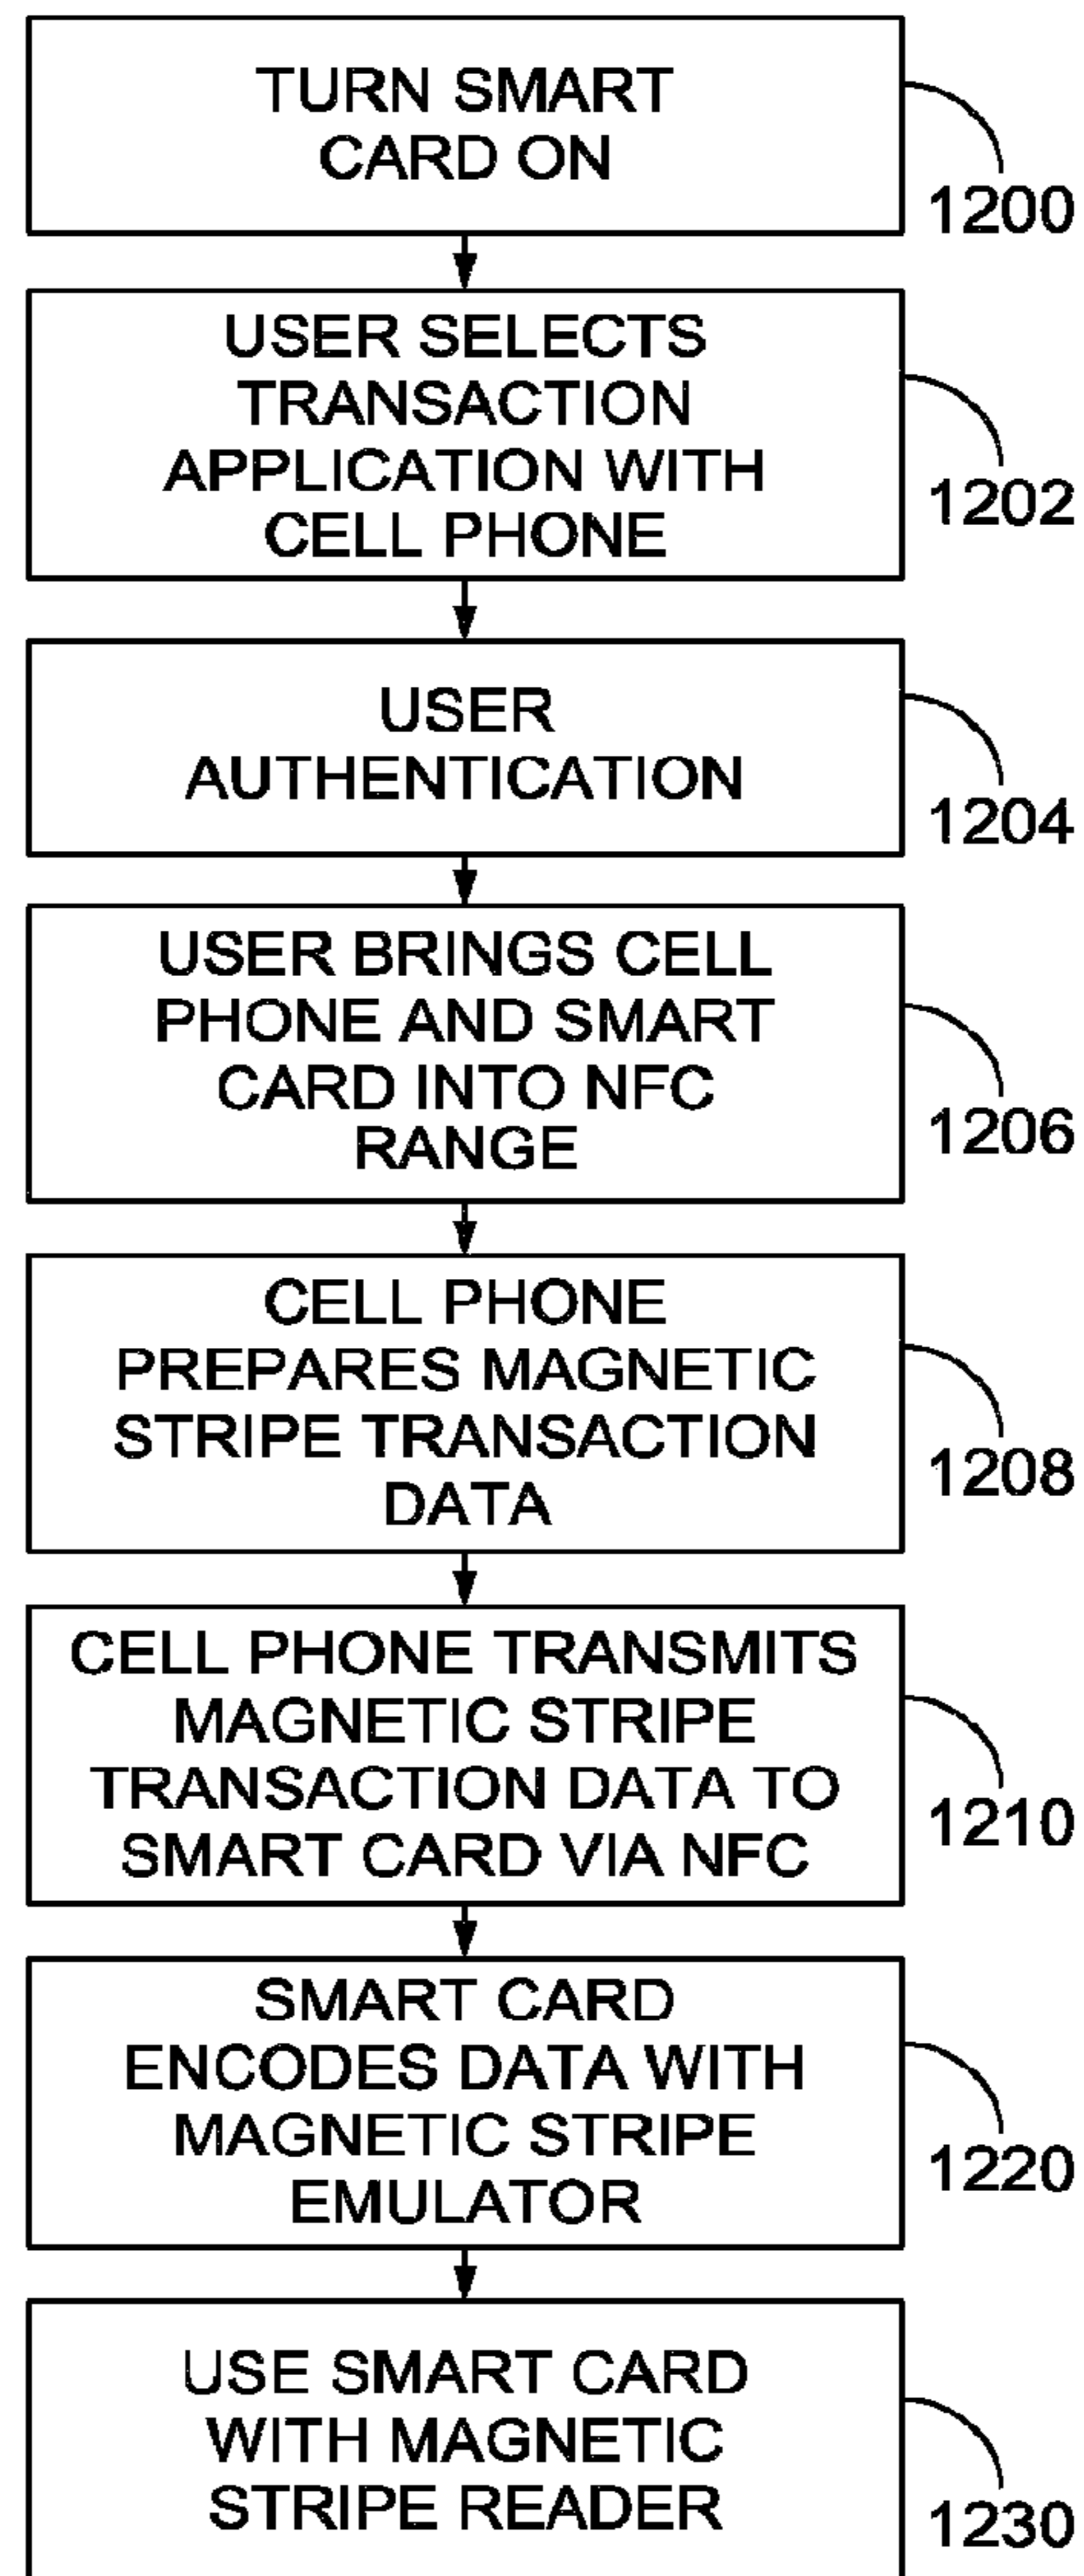 TURN SMART
CARD ON
1200
USER SELECTS
TRANSACTION
APPLICATION WITH
CELL PHONE
1202
USER
AUTHENTICATION
1204
USER BRINGS CELL
PHONE AND SMART
CARD INTO NFC
RANGE
1206
CELL PHONE
PREPARES MAGNETIC
STRIPE TRANSACTION
DATA
1208
CELL PHONE TRANSMITS
MAGNETIC STRIPE
TRANSACTION DATA TO
SMART CARD VIA NFC
1210
SMART CARD
ENCODES DATA WITH
MAGNETIC STRIPE
EMULATOR
1220
USE SMART CARD
WITH MAGNETIC
STRIPE READER
1230